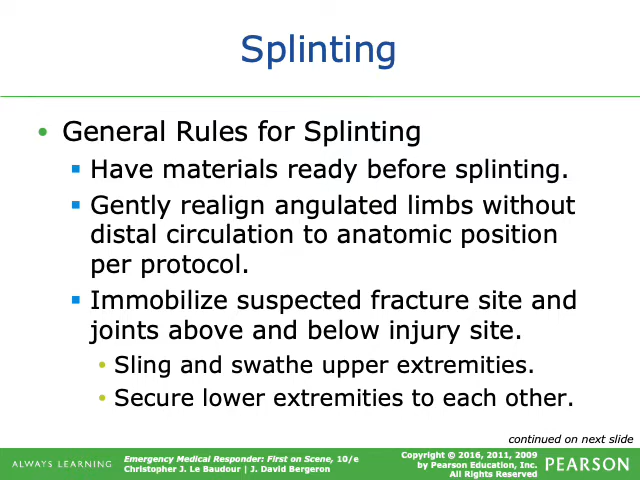 Splinting
• General Rules for Splinting
▪ Have materials ready before splinting.
▪ Gently realign angulated limbs without
distal circulation to anatomic position
per protocol.
▪ Immobilize suspected fracture site and
joints above and below injury site.
• Sling and swathe upper extremities.
• Secure lower extremities to each other.
continued on next slide
ALWAYS LEARNING
Emergency Medical Responder: First on Scene, 10/e
Christopher J. Le Baudour | J. David Bergeron
Copyright © 2016, 2011, 2009
by Pearson Education, Inc.
All Rights Reserved
PEARSON